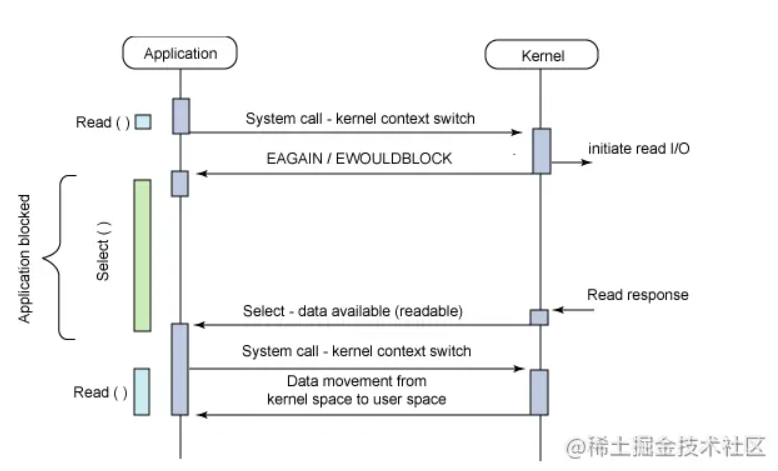 Application
Kernel
Read ( )
System call - kernel context switch
initiate read I/O
EAGAIN / EWOULDBLOCK
Application blocked
Select ( )
Read response
Select - data available (readable)
System call - kernel context switch
Read ( )
Data movement from
kernel space to user space
@稀土掘金技术社区